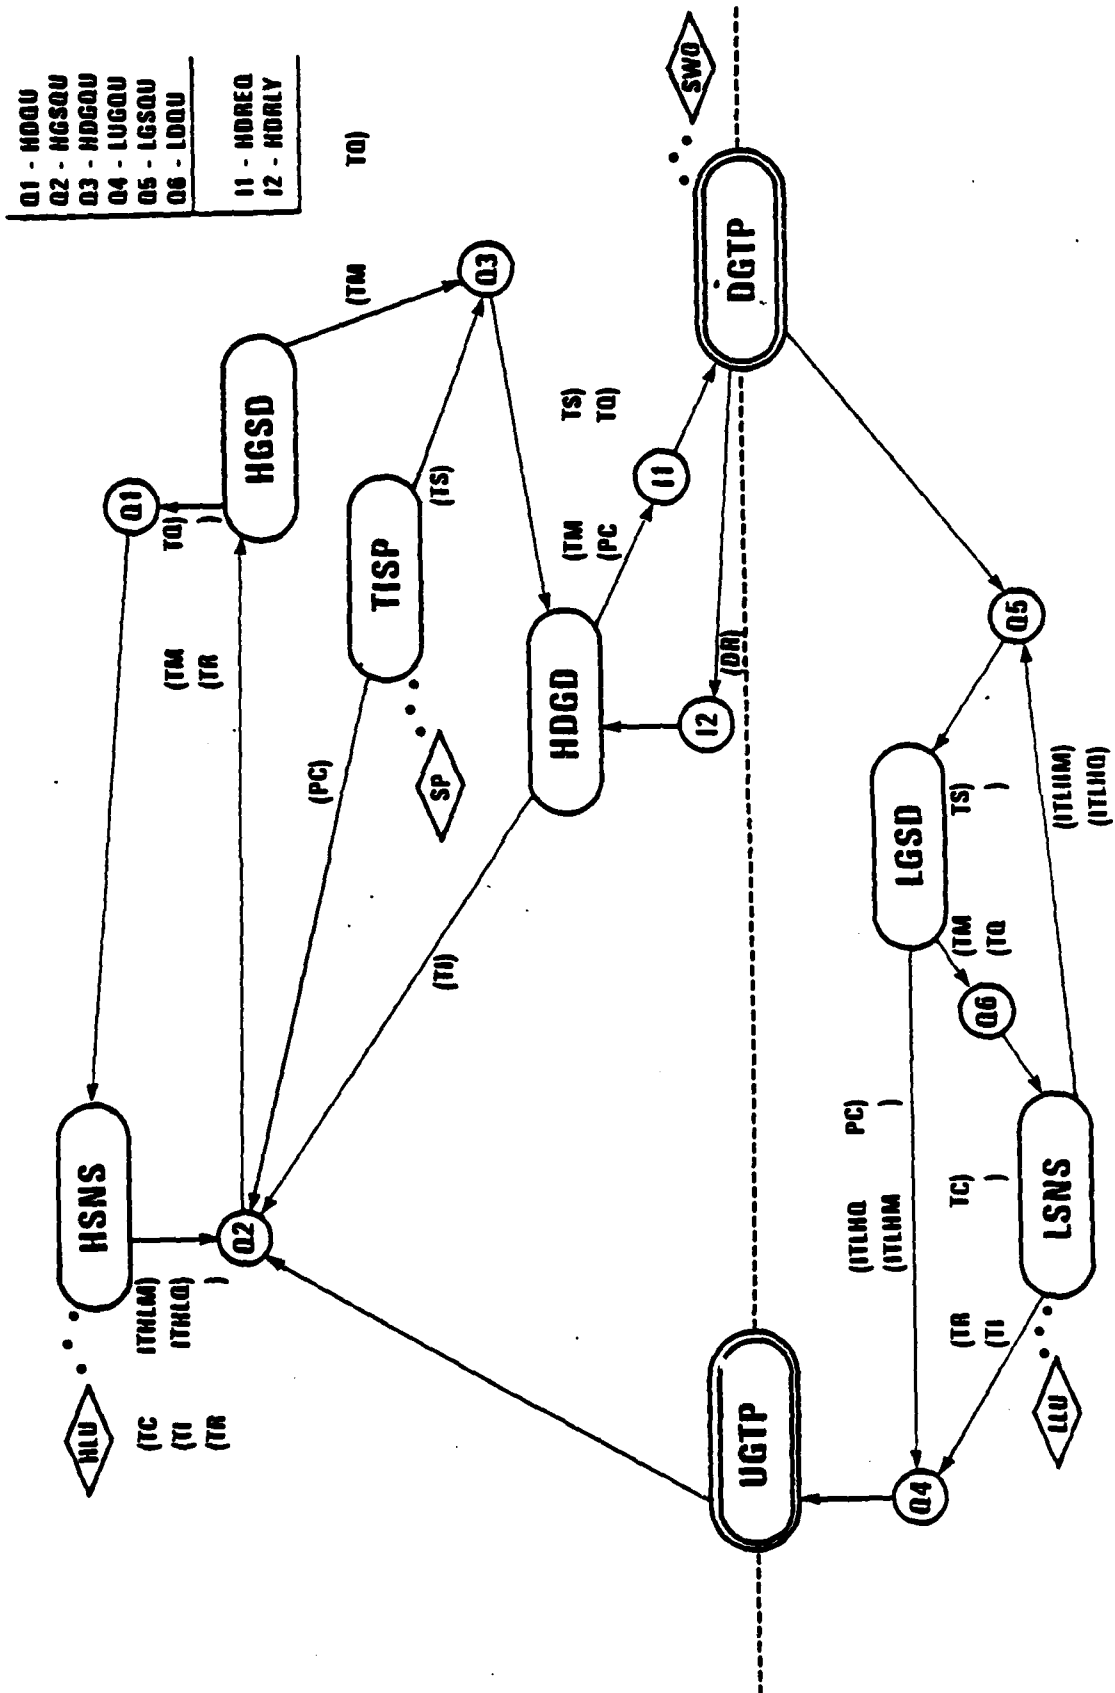 Q1 - HDQU
Q2 - HGSQU
Q3 - HDGQU
Q4 - LUGQU
Q5 - LGSQU
Q6 - LDQU
I1 - HDREQ
I2 - HDRLY
HLU
HSNS
Q1
(TC ITHLM)
(TI ITHLQ)
(TR )
(TM TQ)
(TR )
Q2
HGSD
(TM TQ)
(PC)
TISP
(TS)
Q3
SP
(TI)
HDGD
(TM TS)
(PC TQ)
I1
I2
(DR)
SWO
UGTP
DGTP
Q4
(ITLHQ PC)
(ITLHM )
LGSD
(TM TS)
(TQ )
Q6
Q5
(TR TC)
(TI )
LLU
LSNS
(ITLHM)
(ITLHQ)